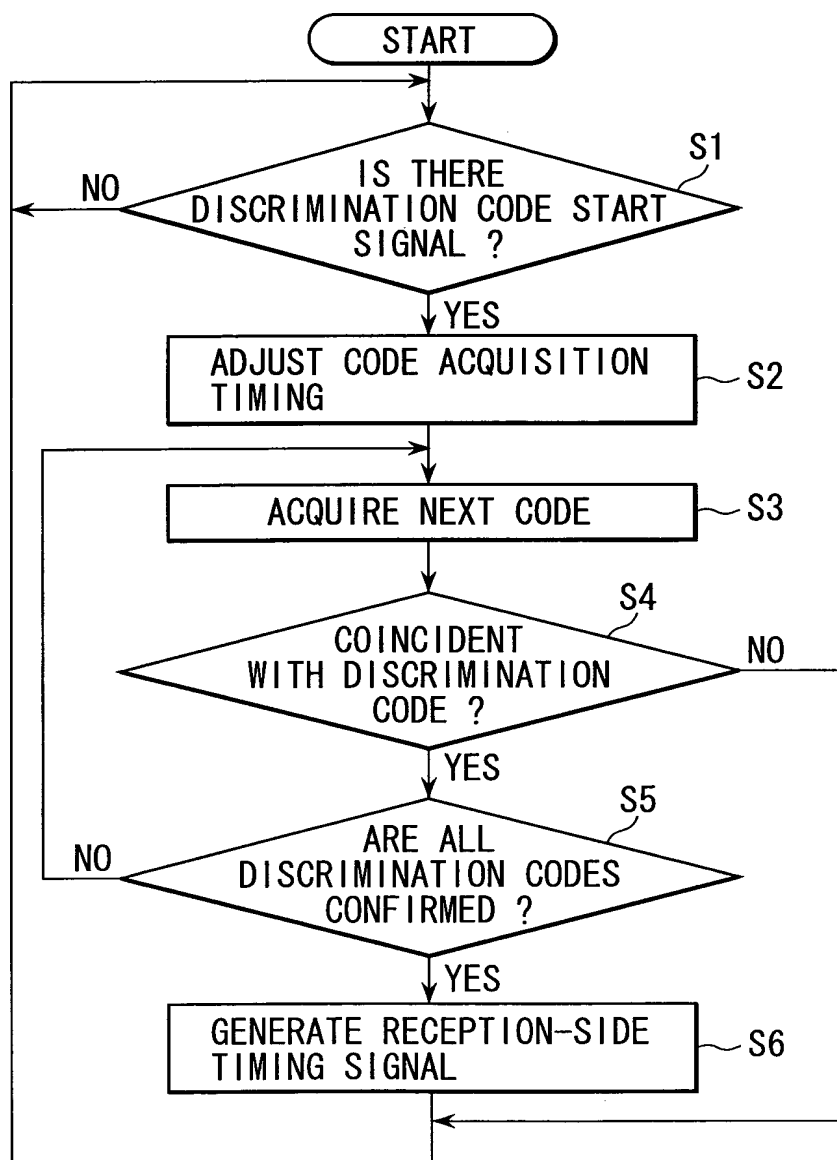 START
IS THERE
DISCRIMINATION CODE START
SIGNAL ?
S1
NO
YES
ADJUST CODE ACQUISITION
TIMING
S2
ACQUIRE NEXT CODE
S3
COINCIDENT
WITH DISCRIMINATION
CODE ?
S4
NO
YES
ARE ALL
DISCRIMINATION CODES
CONFIRMED ?
S5
NO
YES
GENERATE RECEPTION-SIDE
TIMING SIGNAL
S6